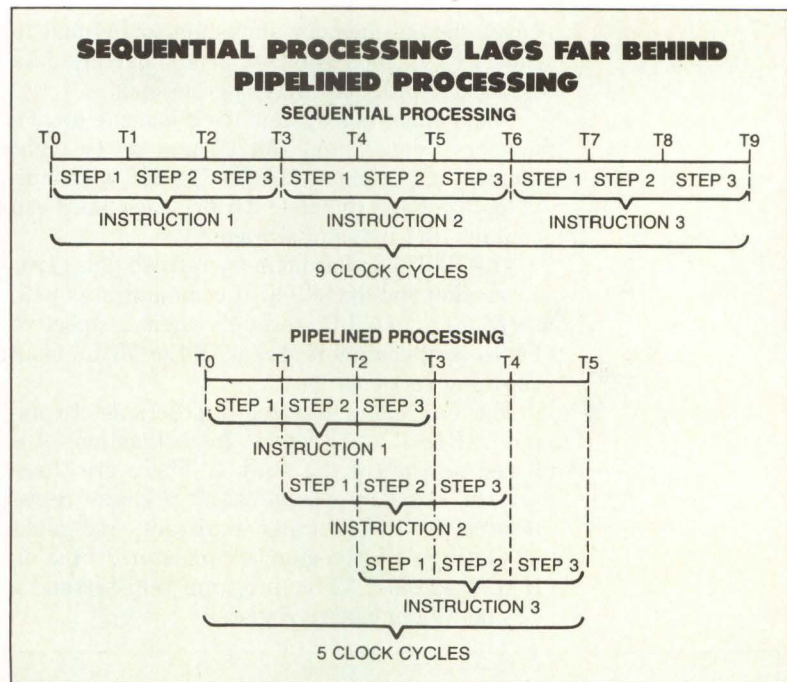 SEQUENTIAL PROCESSING LAGS FAR BEHIND
PIPELINED PROCESSING
SEQUENTIAL PROCESSING
T0 T1 T2 T3 T4 T5 T6 T7 T8 T9
STEP 1 STEP 2 STEP 3 STEP 1 STEP 2 STEP 3 STEP 1 STEP 2 STEP 3
INSTRUCTION 1 INSTRUCTION 2 INSTRUCTION 3
9 CLOCK CYCLES
PIPELINED PROCESSING
T0 T1 T2 T3 T4 T5
STEP 1 STEP 2 STEP 3
INSTRUCTION 1
STEP 1 STEP 2 STEP 3
INSTRUCTION 2
STEP 1 STEP 2 STEP 3
INSTRUCTION 3
5 CLOCK CYCLES